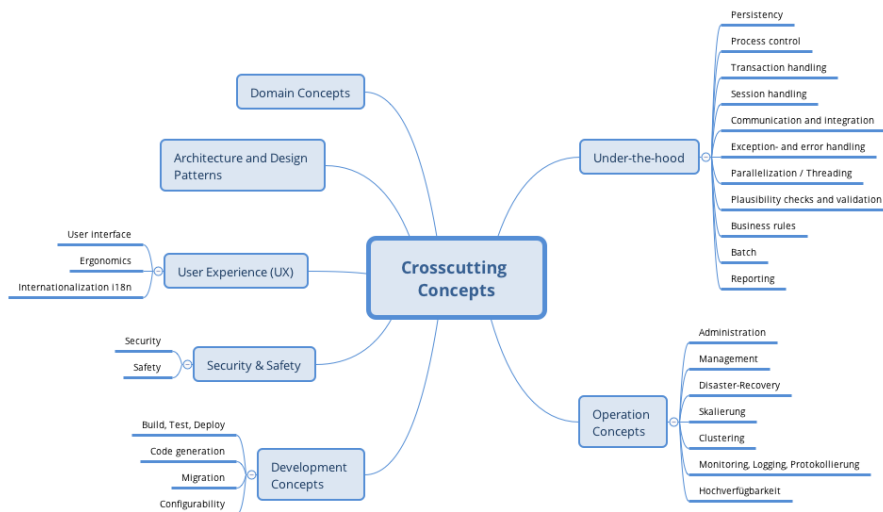 Crosscutting
Concepts
Domain Concepts
Architecture and Design
Patterns
User Experience (UX)
User interface
Ergonomics
Internationalization i18n
Security & Safety
Security
Safety
Development
Concepts
Build, Test, Deploy
Code generation
Migration
Configurability
Under-the-hood
Persistency
Process control
Transaction handling
Session handling
Communication and integration
Exception- and error handling
Parallelization / Threading
Plausibility checks and validation
Business rules
Batch
Reporting
Operation
Concepts
Administration
Management
Disaster-Recovery
Skalierung
Clustering
Monitoring, Logging, Protokollierung
Hochverfügbarkeit